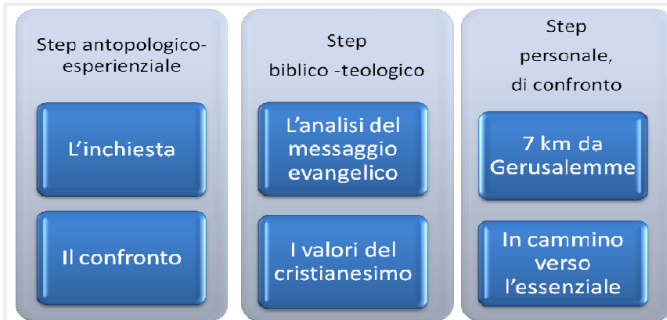 Step antopologico-
esperienziale
L'inchiesta
Il confronto
Step
biblico -teologico
L'analisi del
messaggio
evangelico
I valori del
cristianesimo
Step
personale,
di confronto
7 km da
Gerusalemme
In cammino
verso
l'essenziale